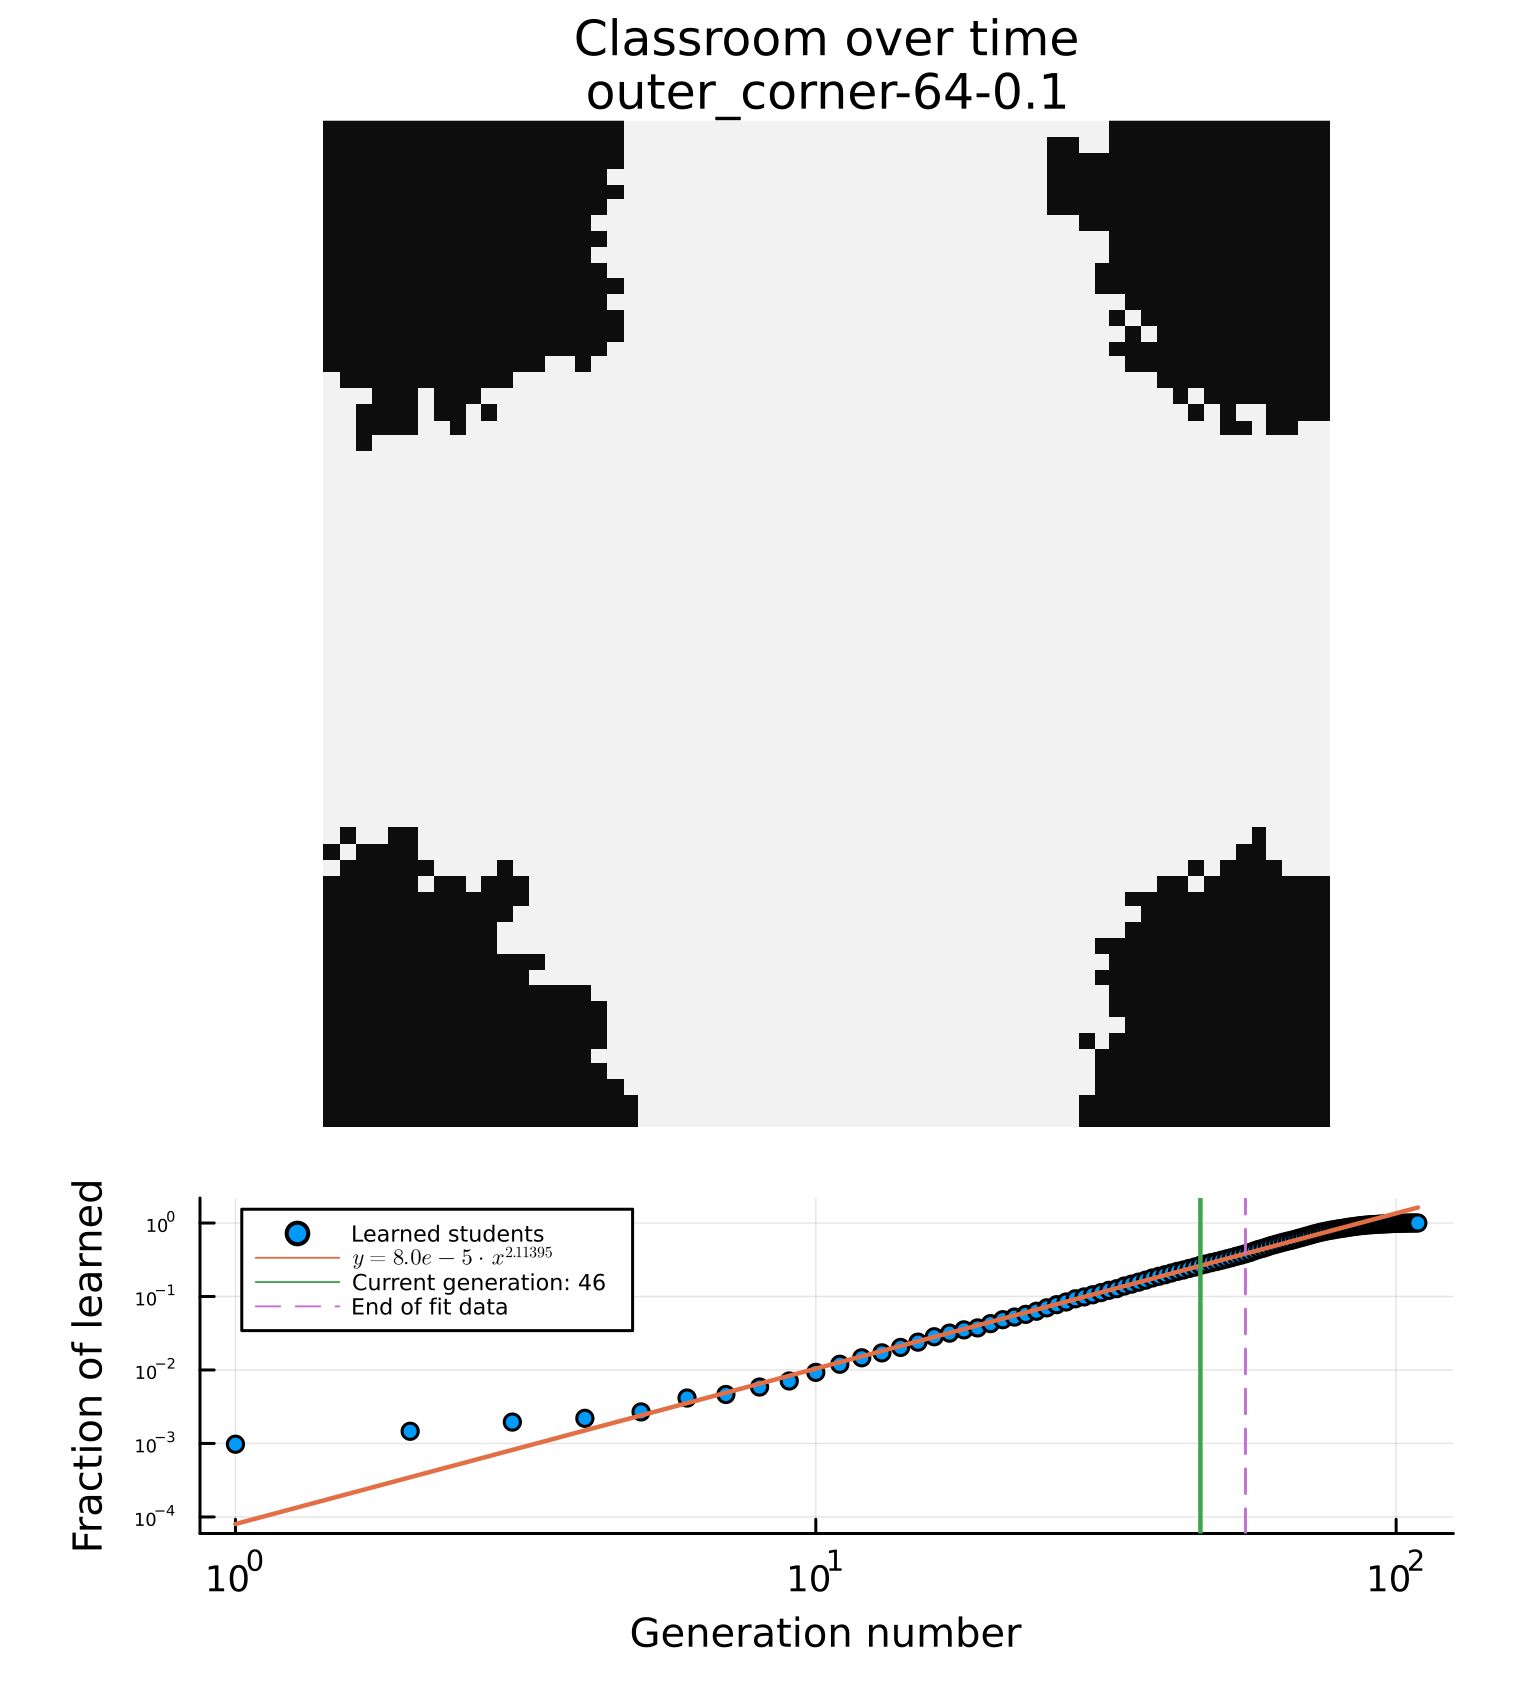 Classroom over time
outer_corner-64-0.1
Fraction of learned
10^0
10^−1
10^−2
10^−3
10^−4
Learned students
y = 8.0e − 5 · x^2.11395
Current generation: 46
End of fit data
10^0 10^1 10^2
Generation number